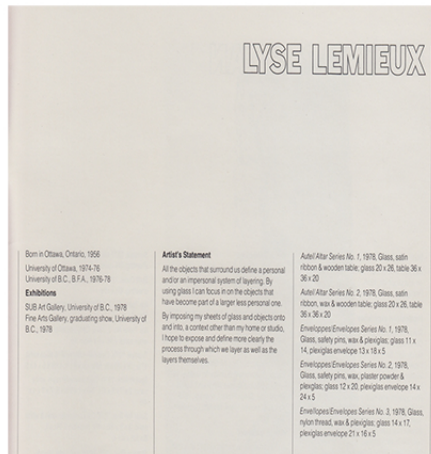 LYSE LEMIEUX
Born in Ottawa, Ontario, 1956
University of Ottawa, 1974-76
University of B.C., B.F.A., 1976-78
Exhibitions
SUB Art Gallery, University of B.C., 1978
Fine Arts Gallery, graduating show, University of
B.C., 1978
Artist's Statement
All the objects that surround us define a personal
and/or an impersonal system of layering. By
using glass I can focus in on the objects that
have become part of a larger less personal one.
By imposing my sheets of glass and objects onto
and into, a context other than my home or studio,
I hope to expose and define more clearly the
process through which we layer as well as the
layers themselves.
Autel/Altar Series No. 1, 1978, Glass, satin
ribbon & wooden table; glass 20 x 26, table 36 x
36 x 20
Autel/Altar Series No. 2, 1978, Glass, satin
ribbon, wax & wooden table; glass 20 x 26, table
36 x 36 x 20
Enveloppes/Envelopes Series No. 1, 1978,
Glass, safety pins, wax & plexiglas; glass 11 x
14, plexiglas envelope 13 x 18 x 5
Enveloppes/Envelopes Series No. 2, 1978,
Glass, safety pins, wax, plaster powder &
plexiglas; glass 12 x 20, plexiglas envelope 14 x
24 x 5
Enveloppes/Envelopes Series No. 3, 1978, Glass,
nylon thread, wax & plexiglas; glass 14 x 17,
plexiglas envelope 21 x 16 x 5